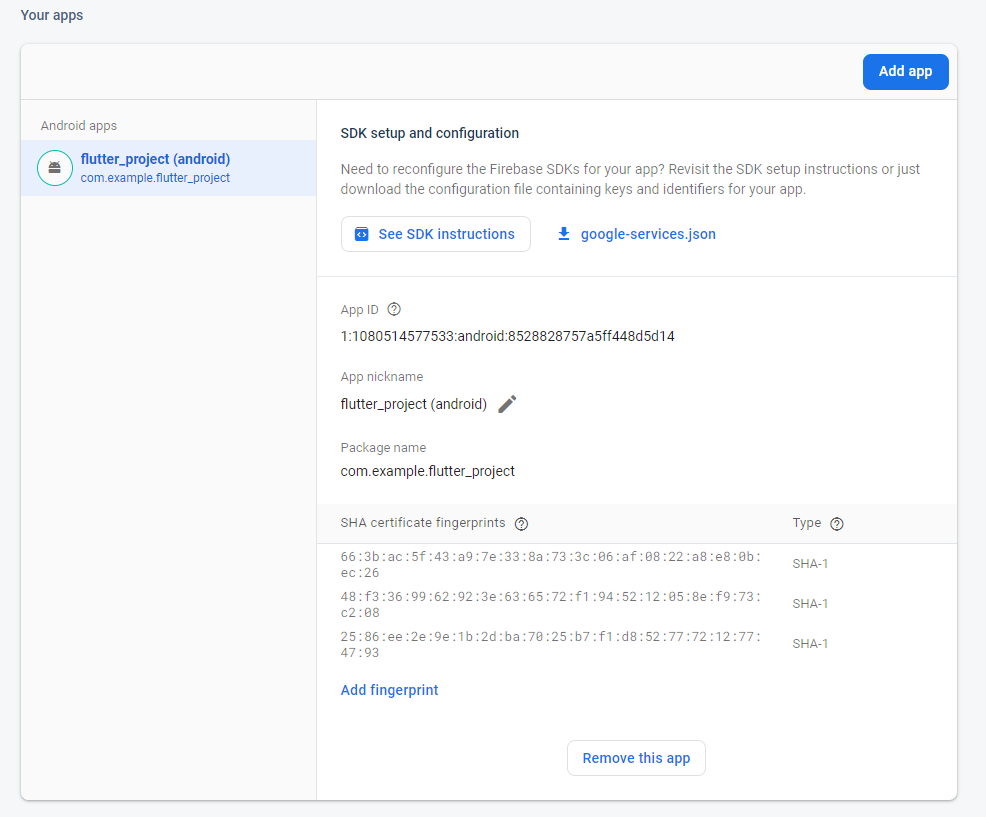 Your apps
Add app
Android apps
flutter_project (android)
com.example.flutter_project
SDK setup and configuration
Need to reconfigure the Firebase SDKs for your app? Revisit the SDK setup instructions or just
download the configuration file containing keys and identifiers for your app.
See SDK instructions
google-services.json
App ID
1:1080514577533:android:8528828757a5ff448d5d14
App nickname
flutter_project (android)
Package name
com.example.flutter_project
SHA certificate fingerprints
Type
66:3b:ac:5f:43:a9:7e:33:8a:73:3c:06:af:08:22:a8:e8:0b:
ec:26
SHA-1
48:f3:36:99:62:92:3e:63:65:72:f1:94:52:12:05:8e:f9:73:
c2:08
SHA-1
25:86:ee:2e:9e:1b:2d:ba:70:25:b7:f1:d8:52:77:72:12:77:
47:93
SHA-1
Add fingerprint
Remove this app